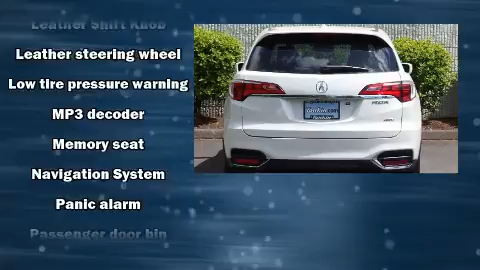 Leather Shift Knob
Leather steering wheel
Low tire pressure warning
MP3 decoder
Memory seat
Navigation System
Panic alarm
Passenger door bin